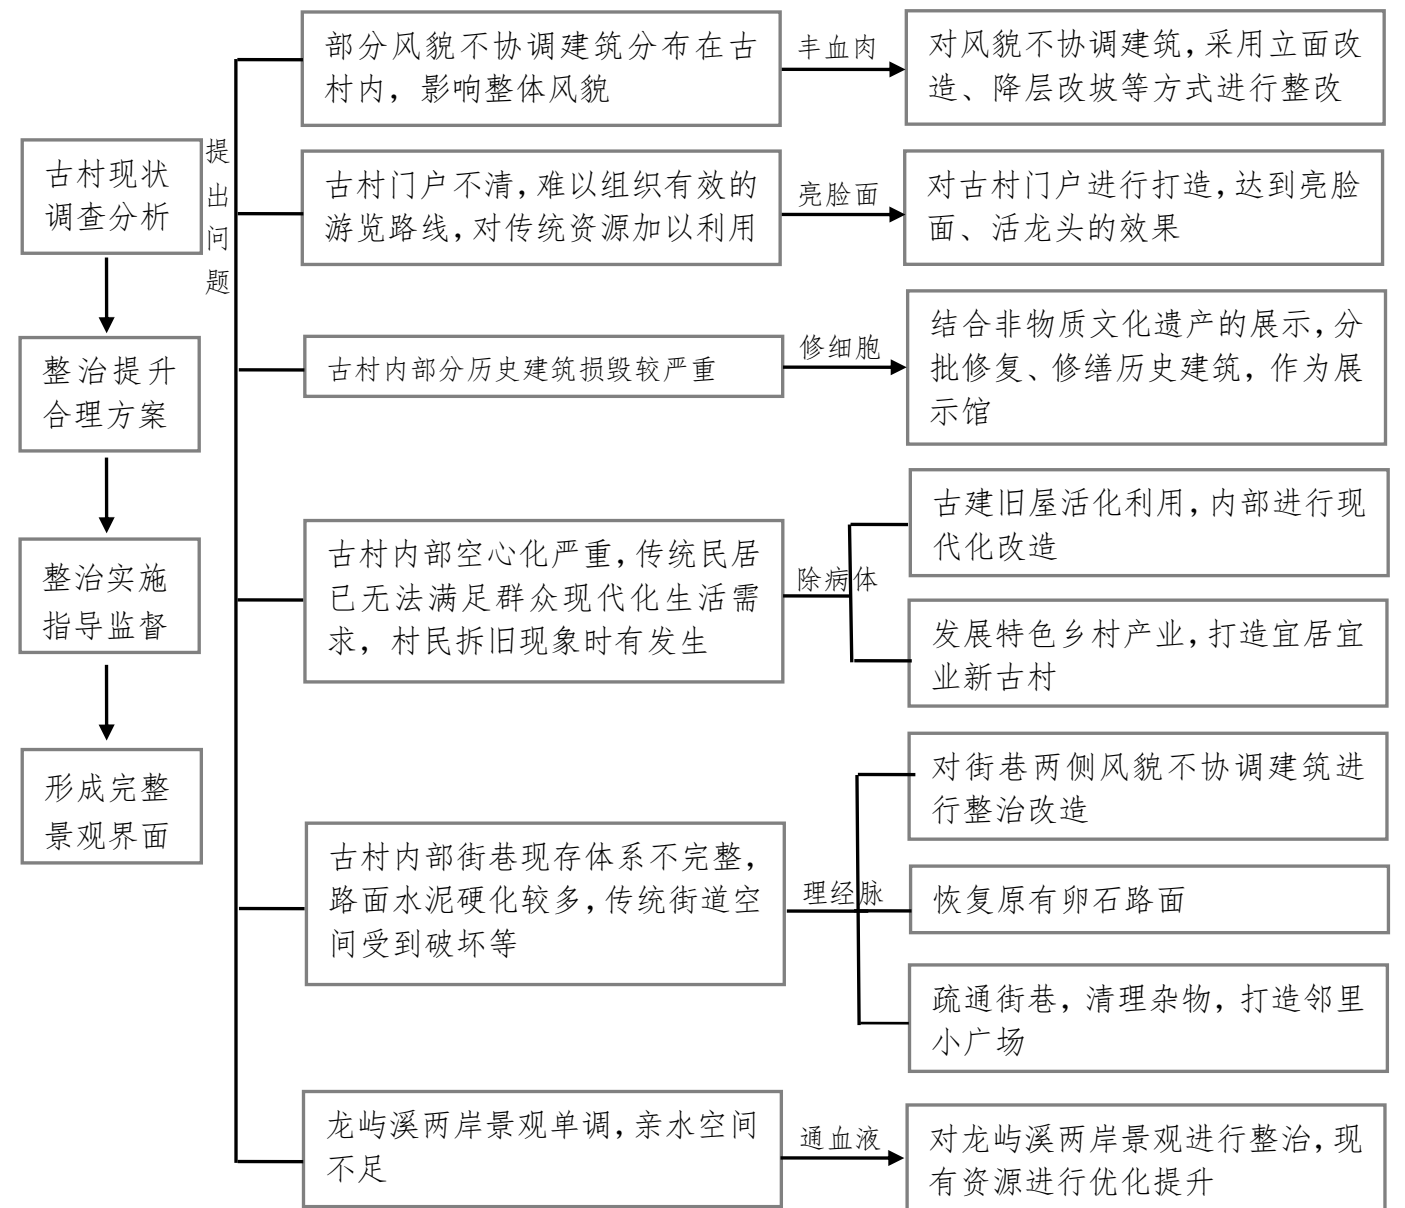 古村现状
调查分析
整治提升
合理方案
整治实施
指导监督
形成完整
景观界面
提
出
问
题
部分风貌不协调建筑分布在古
村内，影响整体风貌
丰血肉
对风貌不协调建筑，采用立面改
造、降层改坡等方式进行整改
古村门户不清，难以组织有效的
游览路线，对传统资源加以利用
亮脸面
对古村门户进行打造，达到亮脸
面、活龙头的效果
古村内部分历史建筑损毁较严重
修细胞
结合非物质文化遗产的展示，分
批修复、修缮历史建筑，作为展
示馆
古村内部空心化严重，传统民居
已无法满足群众现代化生活需
求，村民拆旧现象时有发生
除病体
古建旧屋活化利用，内部进行现
代化改造
发展特色乡村产业，打造宜居宜
业新古村
古村内部街巷现存体系不完整，
路面水泥硬化较多，传统街道空
间受到破坏等
理经脉
对街巷两侧风貌不协调建筑进
行整治改造
恢复原有卵石路面
疏通街巷，清理杂物，打造邻里
小广场
龙屿溪两岸景观单调，亲水空间
不足
通血液
对龙屿溪两岸景观进行整治，现
有资源进行优化提升